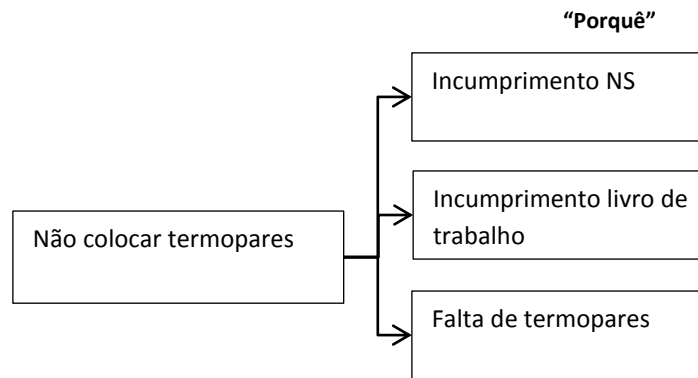 “Porquê”
Incumprimento NS
Incumprimento livro de
trabalho
Não colocar termopares
Falta de termopares